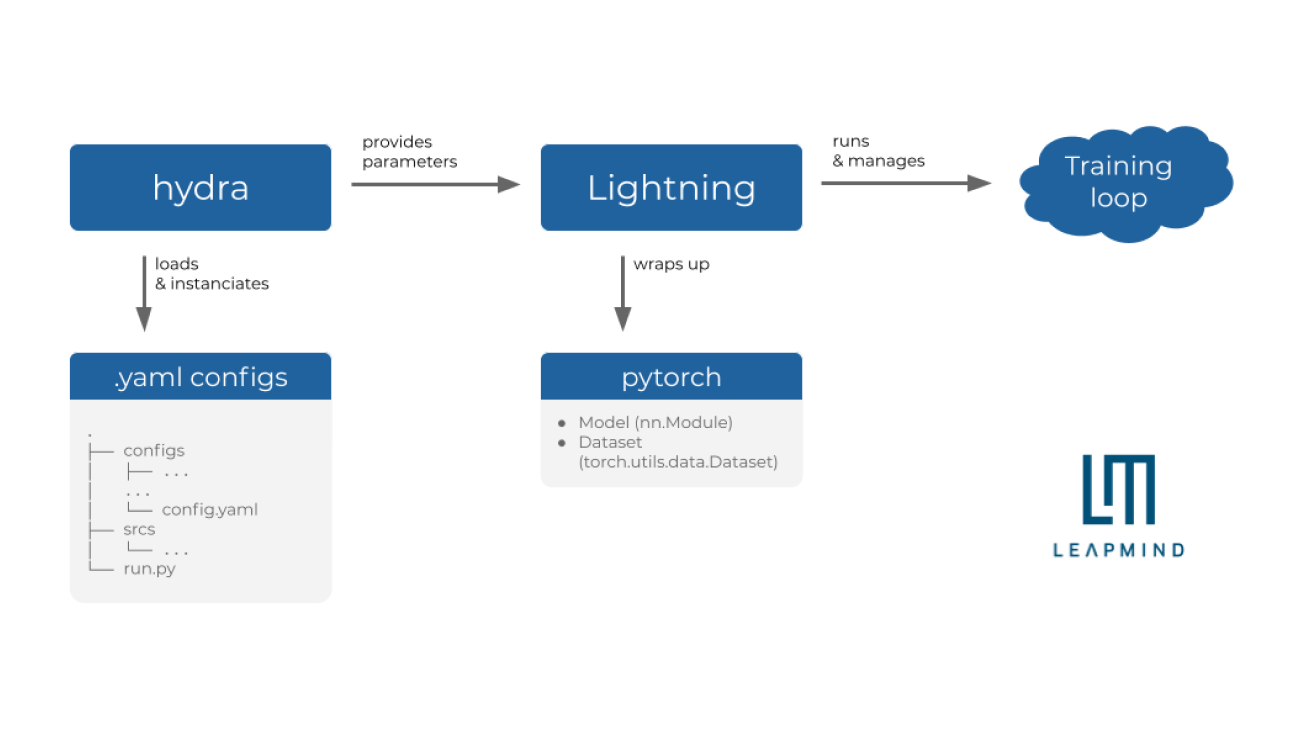 hydra
provides
parameters
Lightning
runs
& manages
Training
loop
loads
& instanciates
wraps up
.yaml configs
.
├── configs
│   ├── ...
│   ...
│   └── config.yaml
├── srcs
│   └── ...
└── run.py
pytorch
● Model (nn.Module)
● Dataset
(torch.utils.data.Dataset)
LM
LEAPMIND